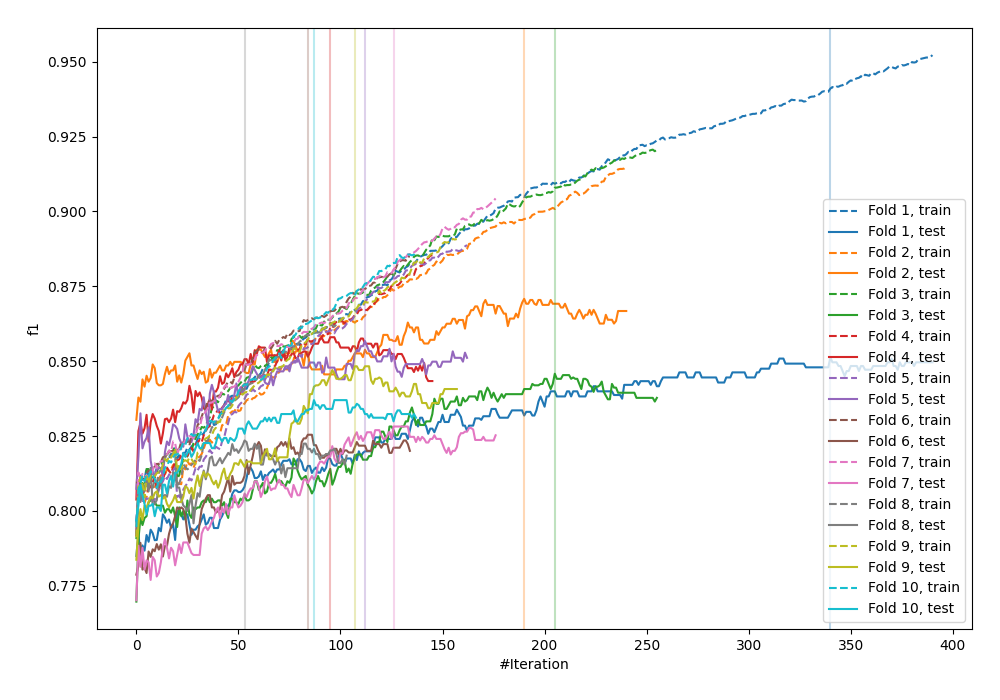 0.950
0.925
0.900
0.875
0.850
0.825
0.800
0.775
f1
0
50
100
150
200
250
300
350
400
#Iteration
Fold 1, train
Fold 1, test
Fold 2, train
Fold 2, test
Fold 3, train
Fold 3, test
Fold 4, train
Fold 4, test
Fold 5, train
Fold 5, test
Fold 6, train
Fold 6, test
Fold 7, train
Fold 7, test
Fold 8, train
Fold 8, test
Fold 9, train
Fold 9, test
Fold 10, train
Fold 10, test